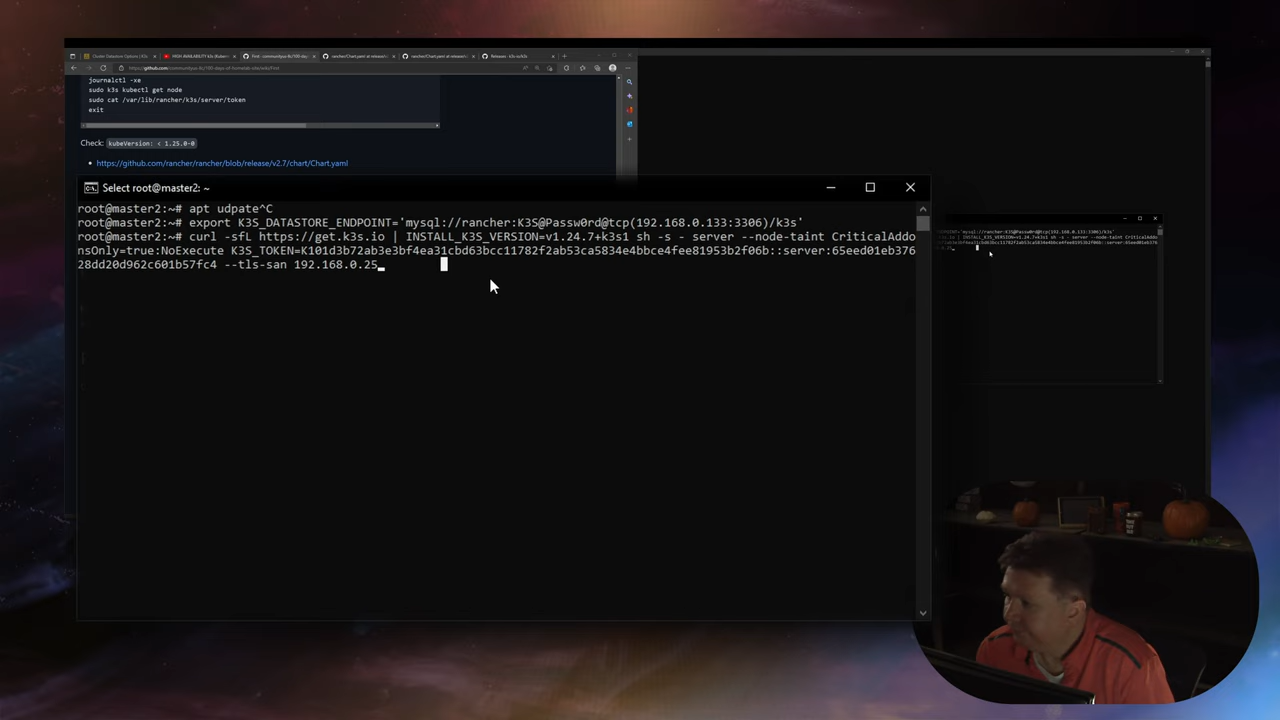 journalctl -xe
sudo k3s kubectl get node
sudo cat /var/lib/rancher/k3s/server/token
exit
Check: kubeVersion: < 1.25.0-0
https://github.com/rancher/rancher/blob/release/v2.7/chart/Chart.yaml
Select root@master2: ~
root@master2:~# apt udpate^C
root@master2:~# export K3S_DATASTORE_ENDPOINT='mysql://rancher:K3S@Passw0rd@tcp(192.168.0.133:3306)/k3s'
root@master2:~# curl -sfL https://get.k3s.io | INSTALL_K3S_VERSION=v1.24.7+k3s1 sh -s - server --node-taint CriticalAddo
nsOnly=true:NoExecute K3S_TOKEN=K101d3b72ab3e3bf4ea31cbd63bcc11782f2ab53ca5834e4bbce4fee81953b2f06b::server:65eed01eb376
28dd20d962c601b57fc4 --tls-san 192.168.0.25